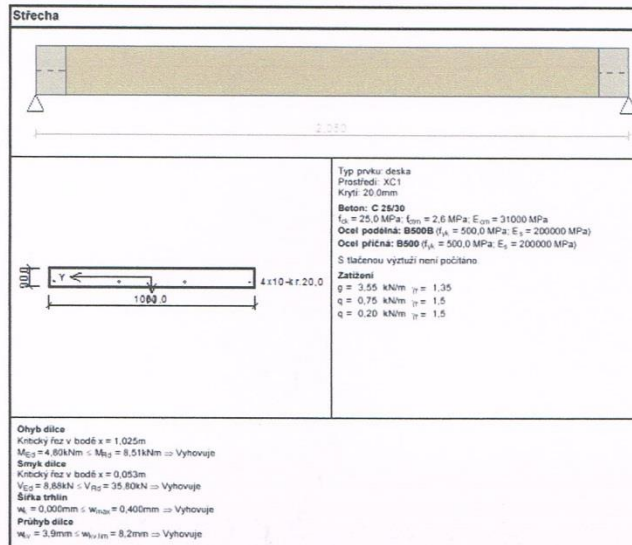 Střecha
2,050
Typ prvku: deska
Prostředí: XC1
Krytí: 20.0mm
Beton: C 25/30
fck = 25,0 MPa; fctm = 2,6 MPa; Ecm = 31000 MPa
Ocel podélná: B500B (fyk = 500,0 MPa; Es = 200000 MPa)
Ocel příčná: B500 (fyk = 500,0 MPa; Es = 200000 MPa)
S tlačenou výztuží není počítáno
Zatížení
g = 3,55 kN/m γf = 1,35
q = 0,75 kN/m γf = 1,5
q = 0,20 kN/m γf = 1,5
Y
4x10-kr.20,0
Ohyb dílce
Kritický řez v bodě x = 1,025m
MEd = 4,80kNm ≤ MRd = 8,51kNm ⇒ Vyhovuje
Smyk dílce
Kritický řez v bodě x = 0,053m
VEd = 8,88kN ≤ VRd = 35,80kN ⇒ Vyhovuje
Šířka trhlin
wk = 0,000mm ≤ wmax = 0,400mm ⇒ Vyhovuje
Průhyb dílce
= 3,9mm ≤ = 8,2mm ⇒ Vyhovuje